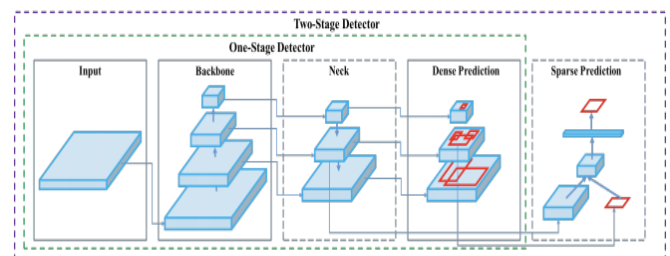 Two-Stage Detector
One-Stage Detector
Input
Backbone
Neck
Dense Prediction
Sparse Prediction